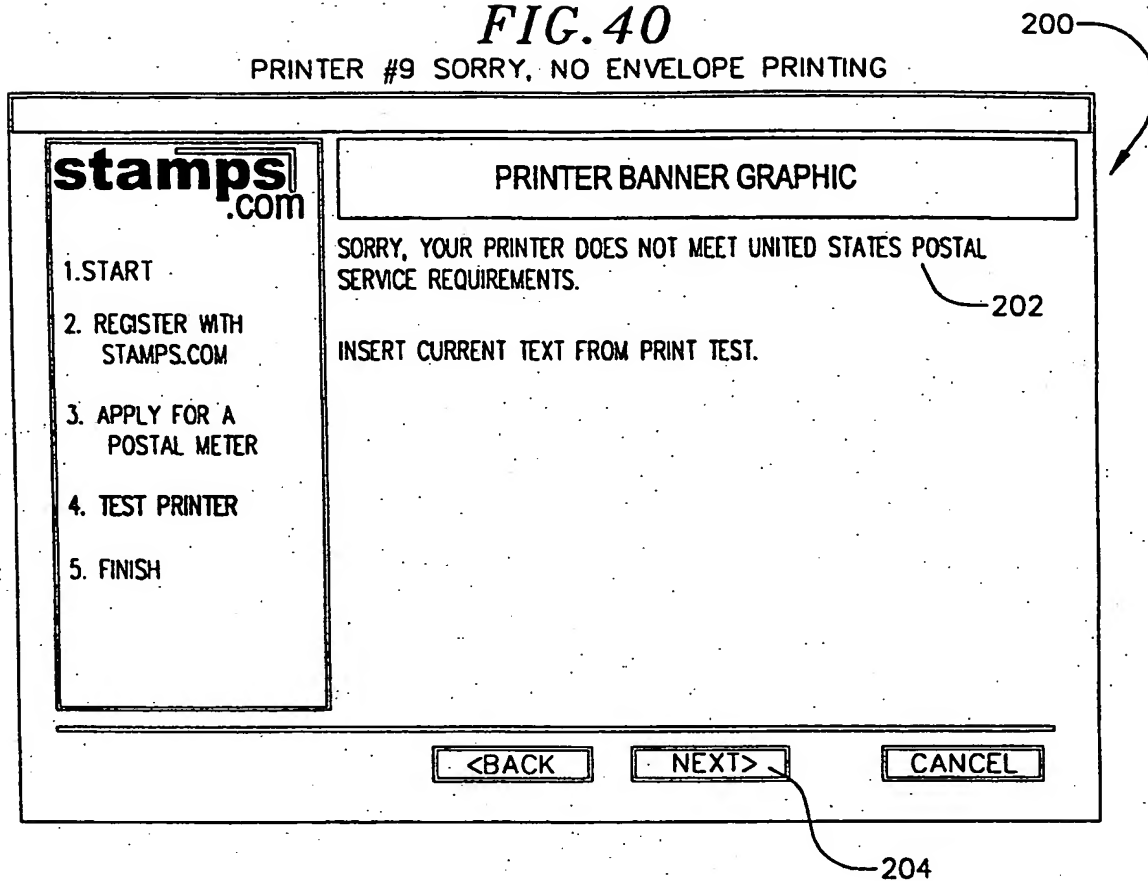 FIG.40
200
PRINTER #9 SORRY, NO ENVELOPE PRINTING
stamps
.com
1.START
2. REGISTER WITH
STAMPS.COM
3. APPLY FOR A
POSTAL METER
4. TEST PRINTER
5. FINISH
PRINTER BANNER GRAPHIC
SORRY, YOUR PRINTER DOES NOT MEET UNITED STATES POSTAL
SERVICE REQUIREMENTS.
202
INSERT CURRENT TEXT FROM PRINT TEST.
<BACK
NEXT>
CANCEL
204